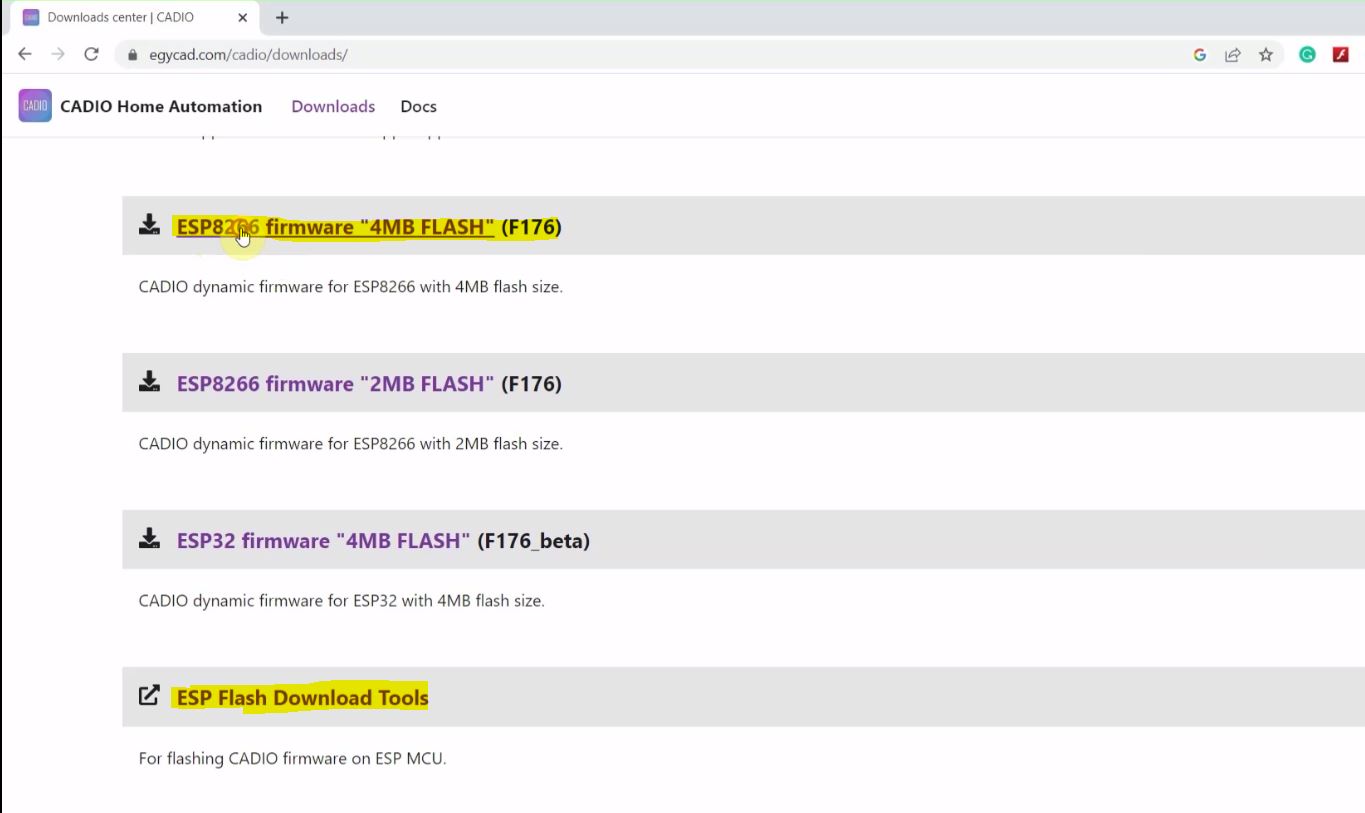 Downloads center | CADIO
egycad.com/cadio/downloads/
CADIO CADIO Home Automation Downloads Docs
ESP8266 firmware "4MB FLASH" (F176)
CADIO dynamic firmware for ESP8266 with 4MB flash size.
ESP8266 firmware "2MB FLASH" (F176)
CADIO dynamic firmware for ESP8266 with 2MB flash size.
ESP32 firmware "4MB FLASH" (F176_beta)
CADIO dynamic firmware for ESP32 with 4MB flash size.
ESP Flash Download Tools
For flashing CADIO firmware on ESP MCU.